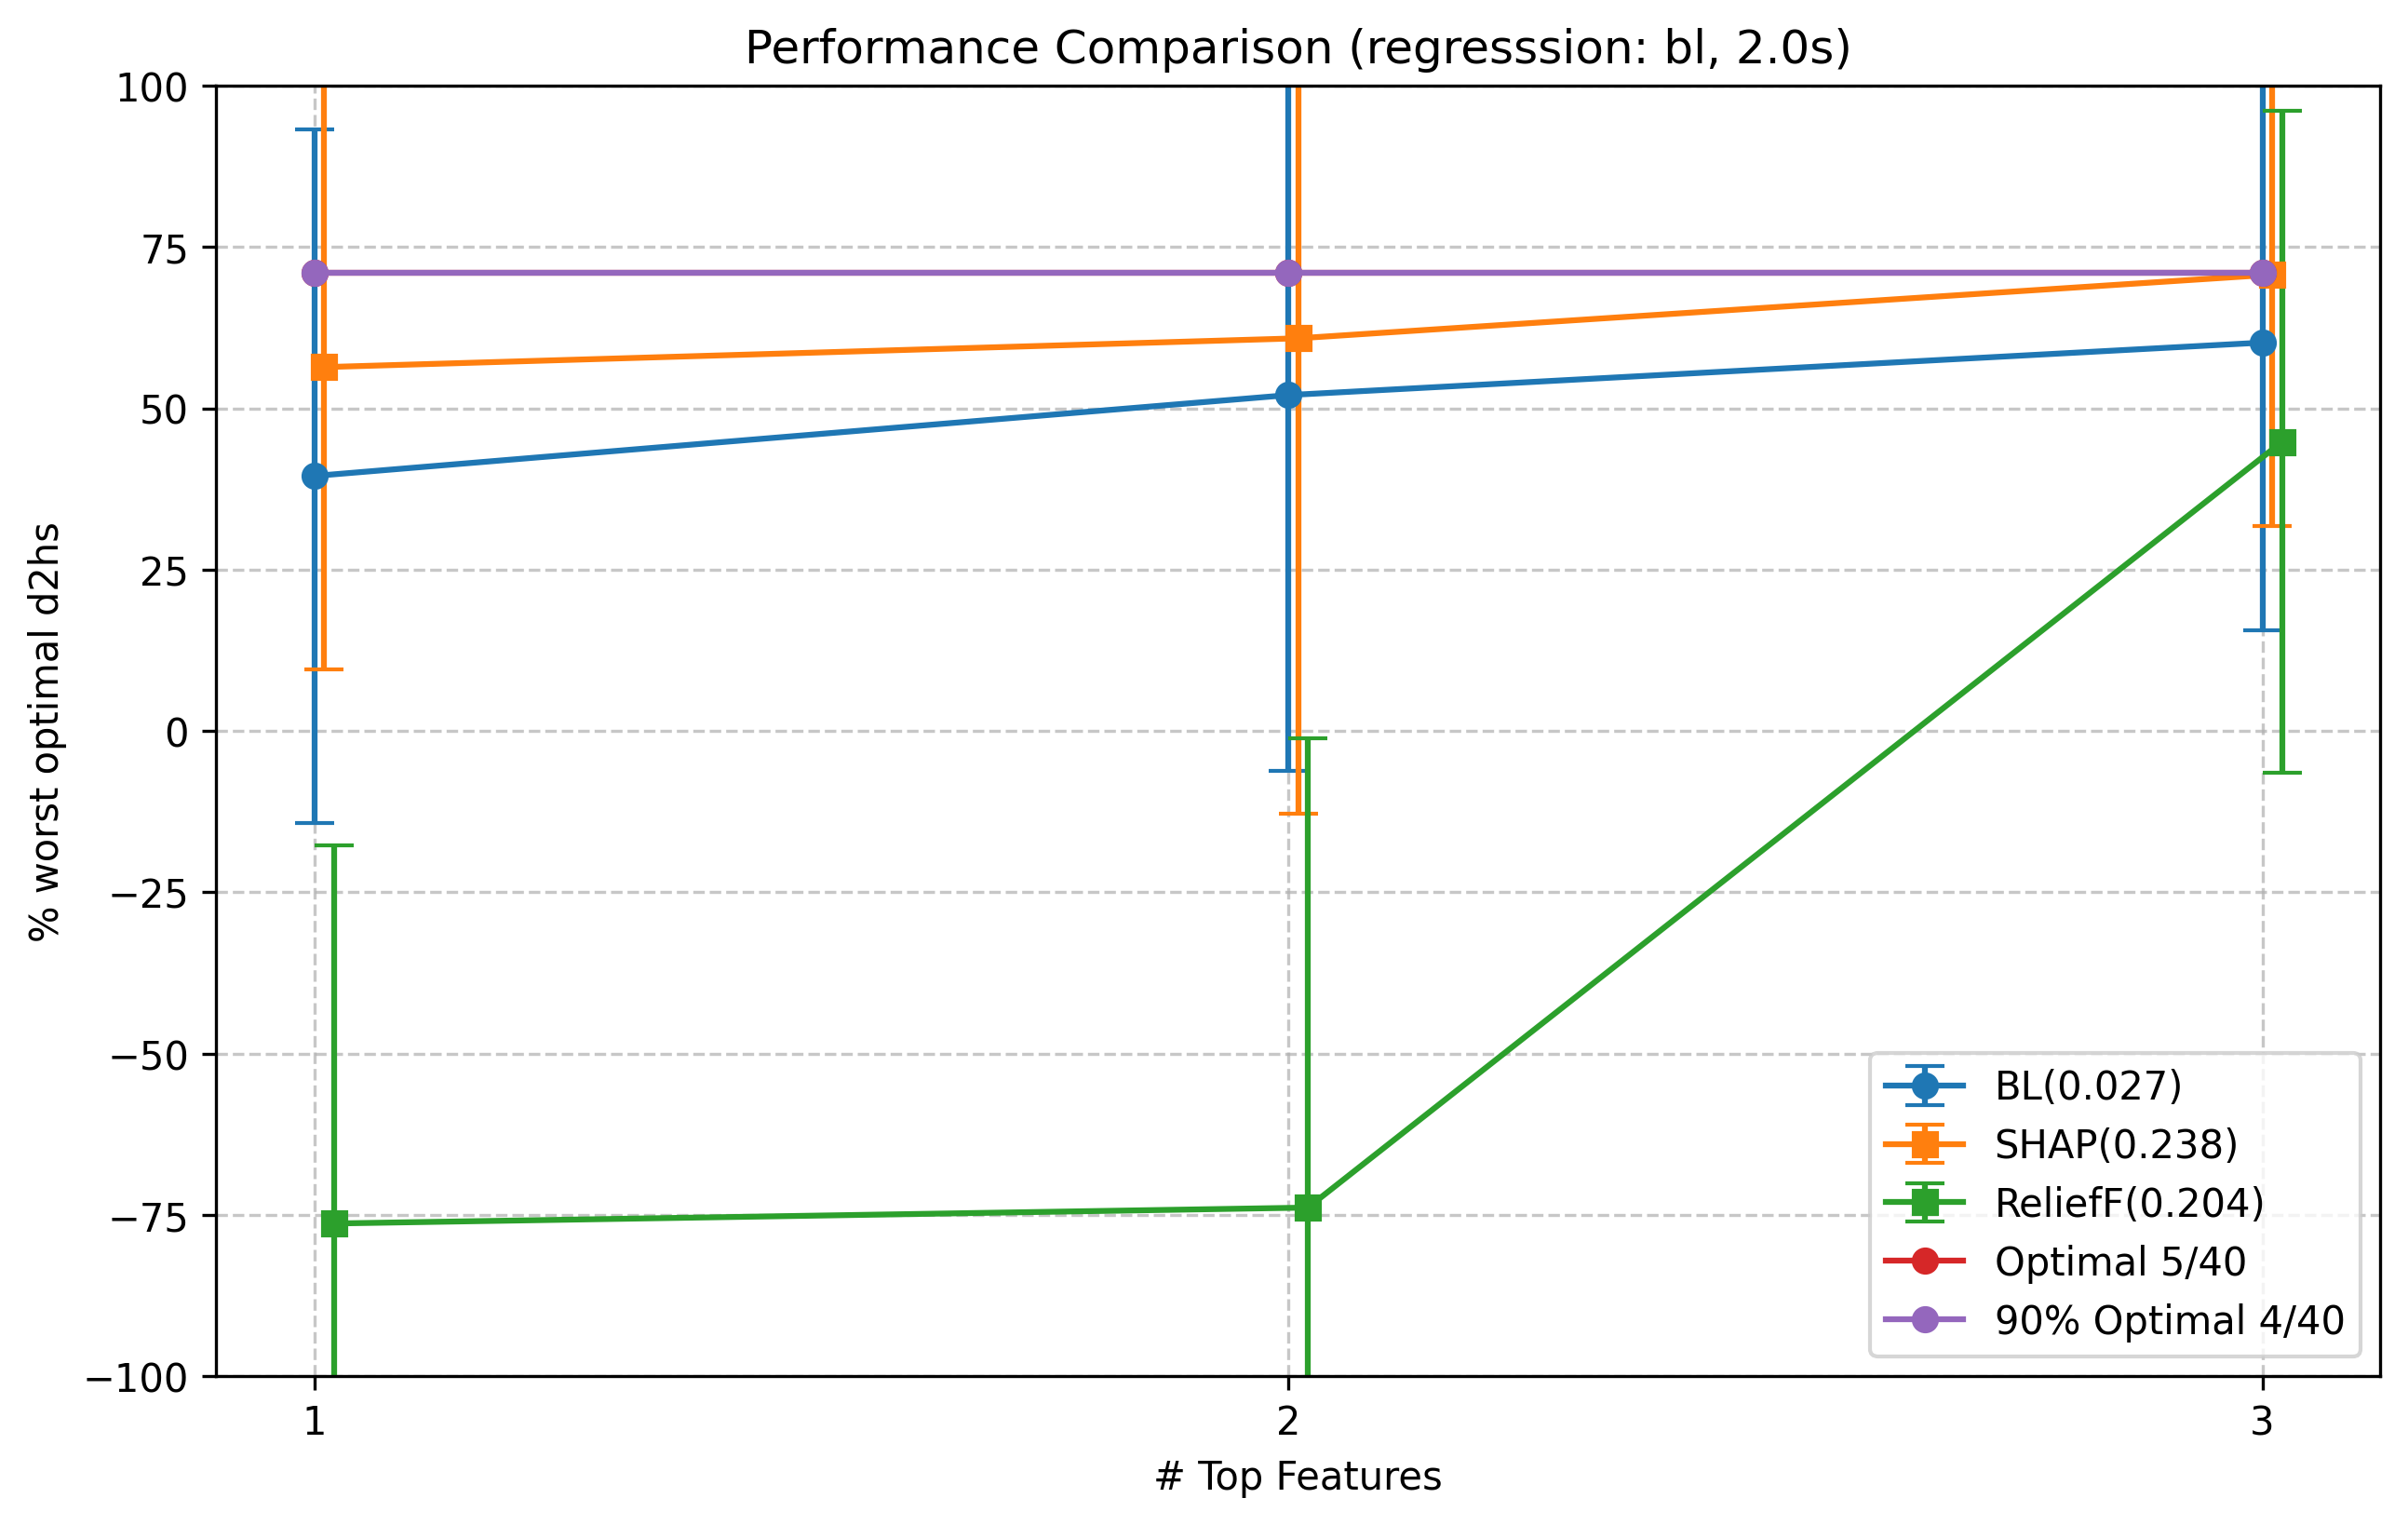 Performance Comparison (regresssion: bl, 2.0s)
% worst optimal d2hs
100
75
50
25
0
−25
−50
−75
−100
1
2
3
# Top Features
BL(0.027)
SHAP(0.238)
ReliefF(0.204)
Optimal 5/40
90% Optimal 4/40